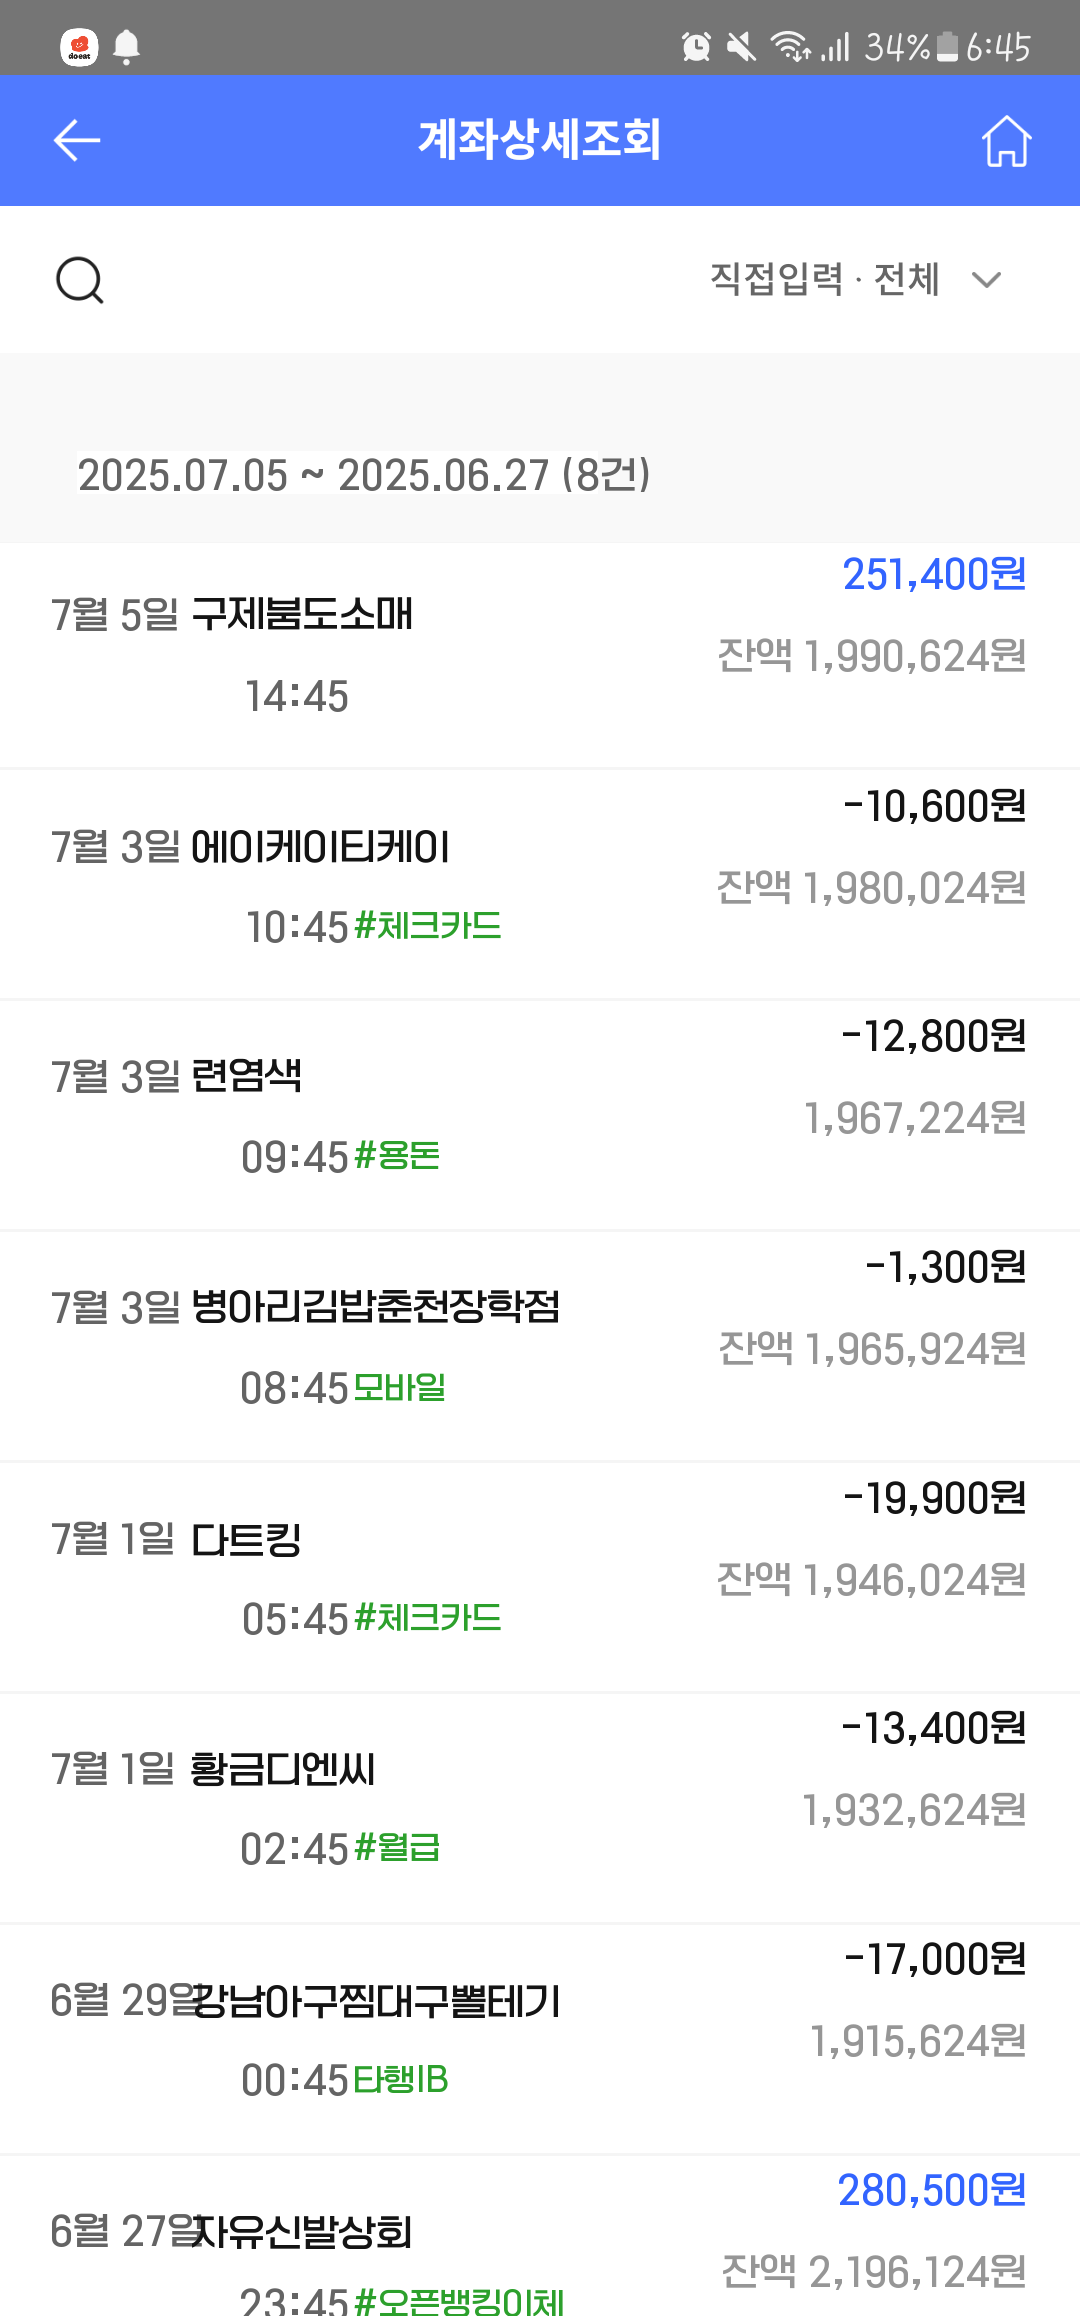 doeat
34% 6:45
계좌상세조회
직접입력 · 전체
2025.07.05 ~ 2025.06.27 (8건)
251,400원
7월 5일 구제붐도소매
잔액 1,990,624원
14:45
-10,600원
7월 3일 에이케이티케이
잔액 1,980,024원
10:45 #체크카드
-12,800원
7월 3일 련염색
1,967,224원
09:45 #용돈
-1,300원
7월 3일 병아리김밥춘천장학점
잔액 1,965,924원
08:45 모바일
-19,900원
7월 1일 다트킹
잔액 1,946,024원
05:45 #체크카드
-13,400원
7월 1일 황금디엔씨
1,932,624원
02:45 #월급
-17,000원
6월 29일 강남아구찜대구뽈테기
1,915,624원
00:45 타행IB
280,500원
6월 27일 자유신발상회
잔액 2,196,124원
23:45 #오픈뱅킹이체